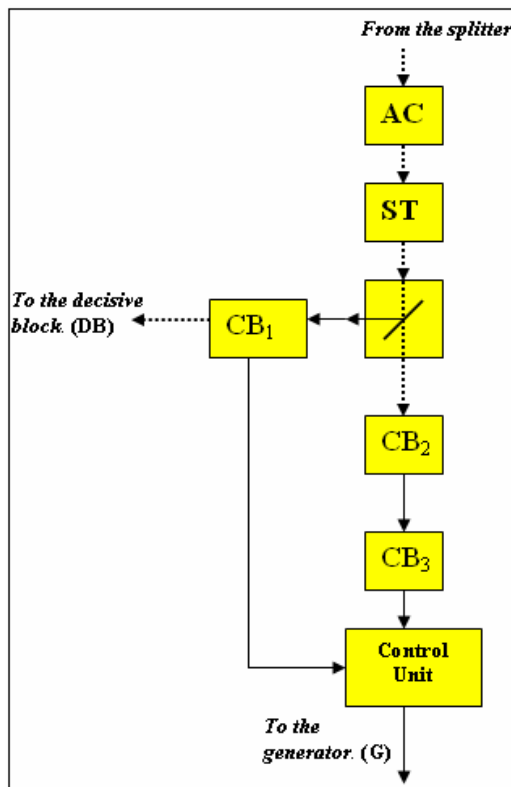 From the splitter
AC
ST
To the decisive
block. (DB)
CB₁
CB₂
CB₃
Control
Unit
To the
generator. (G)